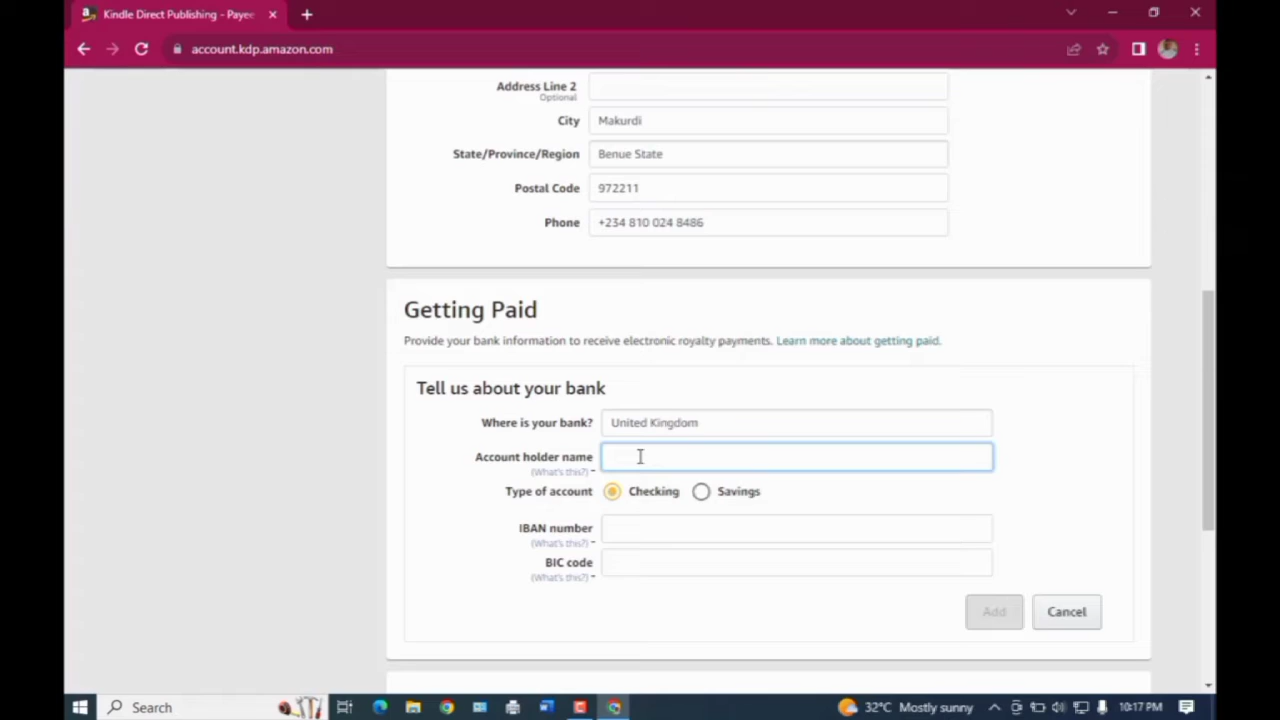 Kindle Direct Publishing - Payee
account.kdp.amazon.com
Address Line 2
Optional
City Makurdi
State/Province/Region Benue State
Postal Code 972211
Phone +234 810 024 8486
Getting Paid
Provide your bank information to receive electronic royalty payments. Learn more about getting paid.
Tell us about your bank
Where is your bank? United Kingdom
Account holder name
(What's this?)
Type of account Checking Savings
IBAN number
(What's this?)
BIC code
(What's this?)
Add Cancel
Search 32°C Mostly sunny 10:17 PM